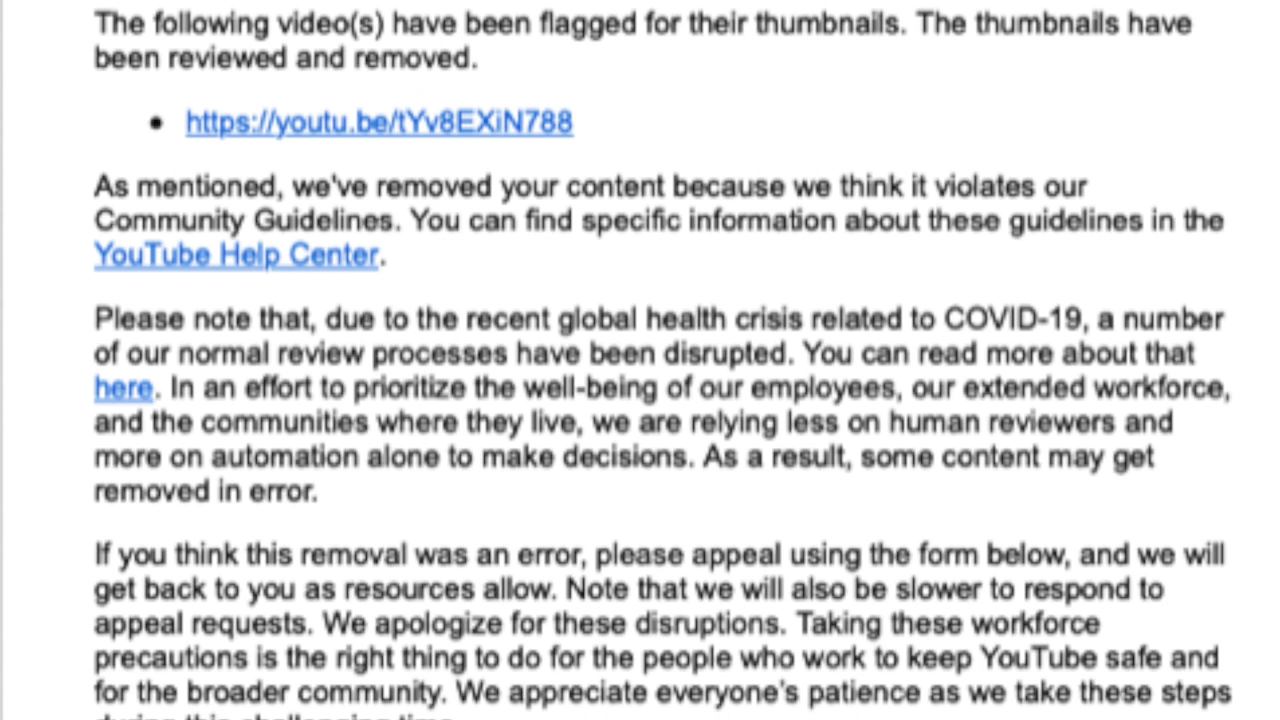 The following video(s) have been flagged for their thumbnails. The thumbnails have
been reviewed and removed.
• https://youtu.be/tYv8EXiN788
As mentioned, we've removed your content because we think it violates our
Community Guidelines. You can find specific information about these guidelines in the
YouTube Help Center.
Please note that, due to the recent global health crisis related to COVID-19, a number
of our normal review processes have been disrupted. You can read more about that
here. In an effort to prioritize the well-being of our employees, our extended workforce,
and the communities where they live, we are relying less on human reviewers and
more on automation alone to make decisions. As a result, some content may get
removed in error.
If you think this removal was an error, please appeal using the form below, and we will
get back to you as resources allow. Note that we will also be slower to respond to
appeal requests. We apologize for these disruptions. Taking these workforce
precautions is the right thing to do for the people who work to keep YouTube safe and
for the broader community. We appreciate everyone's patience as we take these steps
during this challenging time.